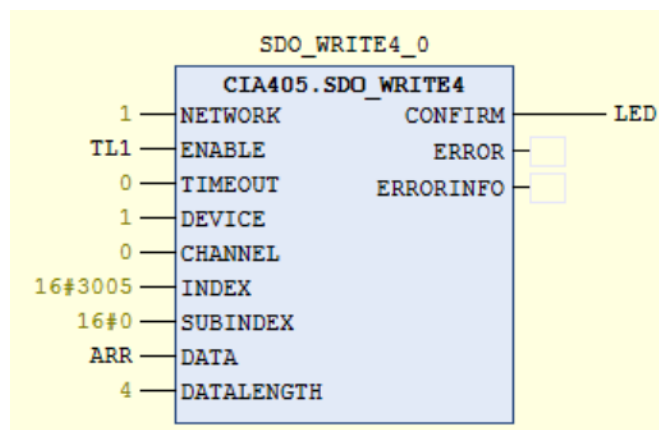 SDO_WRITE4_0
CIA405.SDO_WRITE4
1 NETWORK CONFIRM LED
TL1 ENABLE ERROR
0 TIMEOUT ERRORINFO
1 DEVICE
0 CHANNEL
16#3005 INDEX
16#0 SUBINDEX
ARR DATA
4 DATALENGTH